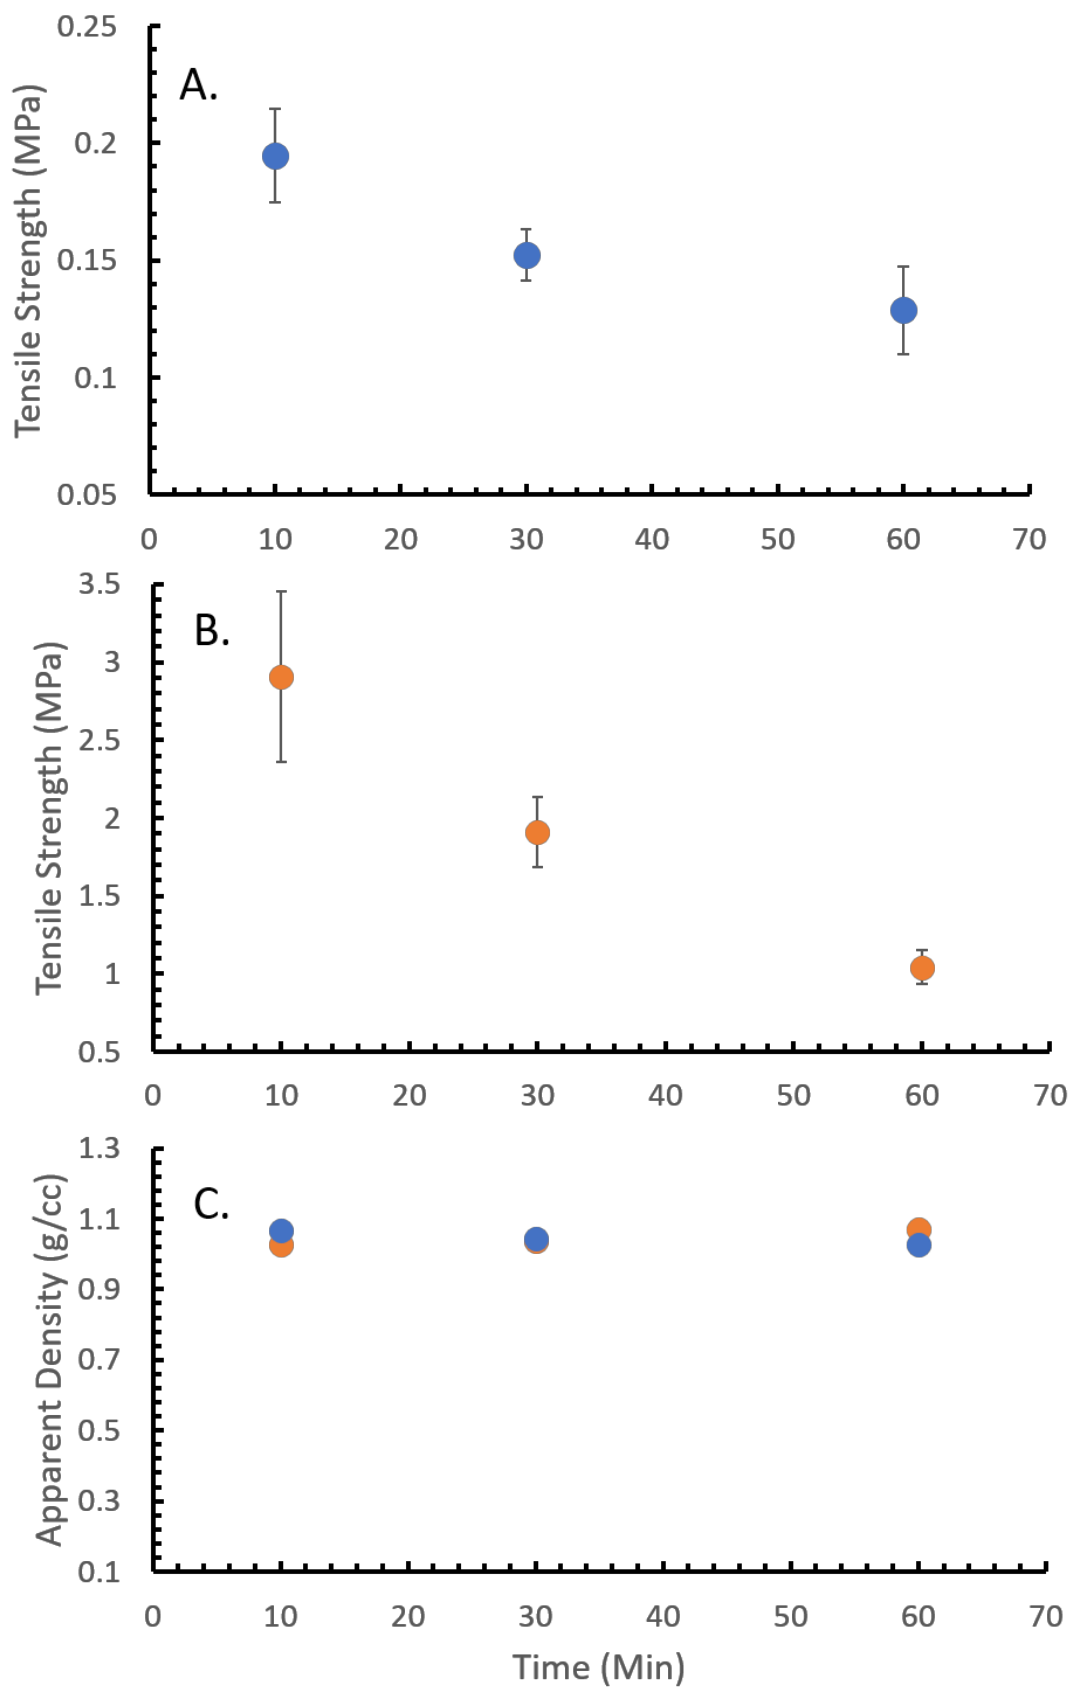 A.
Tensile Strength (MPa)
0.25
0.2
0.15
0.1
0.05
0 10 20 30 40 50 60 70
B.
Tensile Strength (MPa)
3.5
3
2.5
2
1.5
1
0.5
0 10 20 30 40 50 60 70
C.
Apparent Density (g/cc)
1.3
1.1
0.9
0.7
0.5
0.3
0.1
0 10 20 30 40 50 60 70
Time (Min)